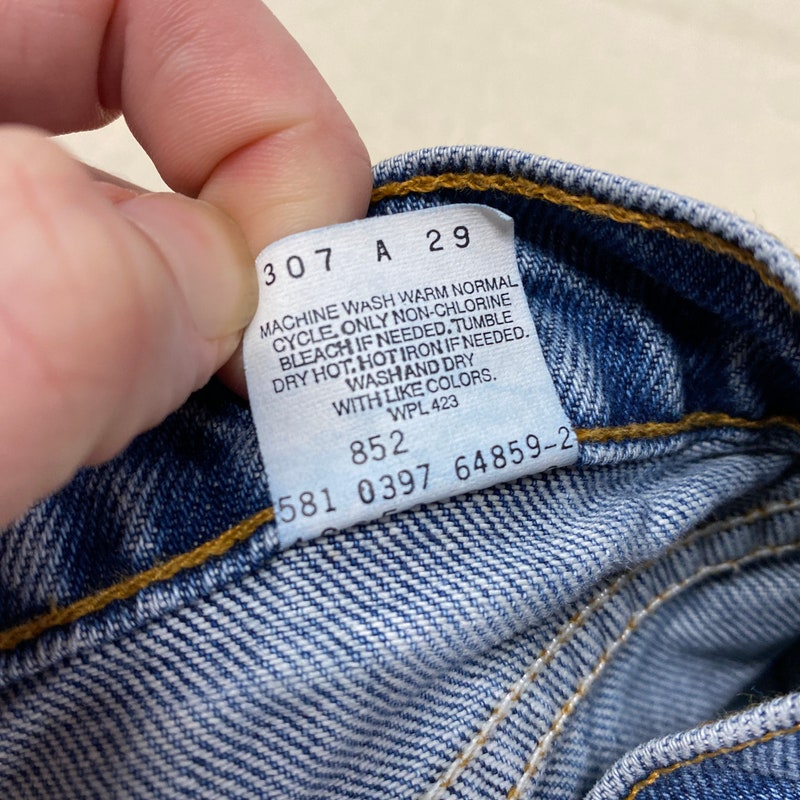 307 A 29
MACHINE WASH WARM NORMAL
CYCLE. ONLY NON-CHLORINE
BLEACH IF NEEDED. TUMBLE
DRY HOT. HOT IRON IF NEEDED.
WASH AND DRY
WITH LIKE COLORS.
WPL 423
852
581 0397 64859-2